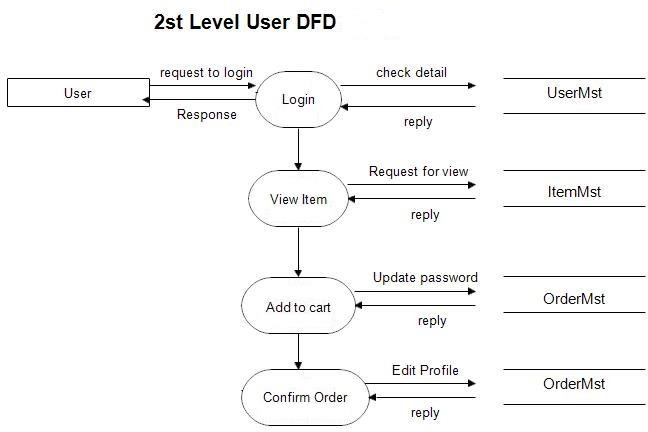 2st Level User DFD
request to login
check detail
User
Login
UserMst
Response
reply
Request for view
View Item
ItemMst
reply
Update password
Add to cart
OrderMst
reply
Edit Profile
Confirm Order
OrderMst
reply